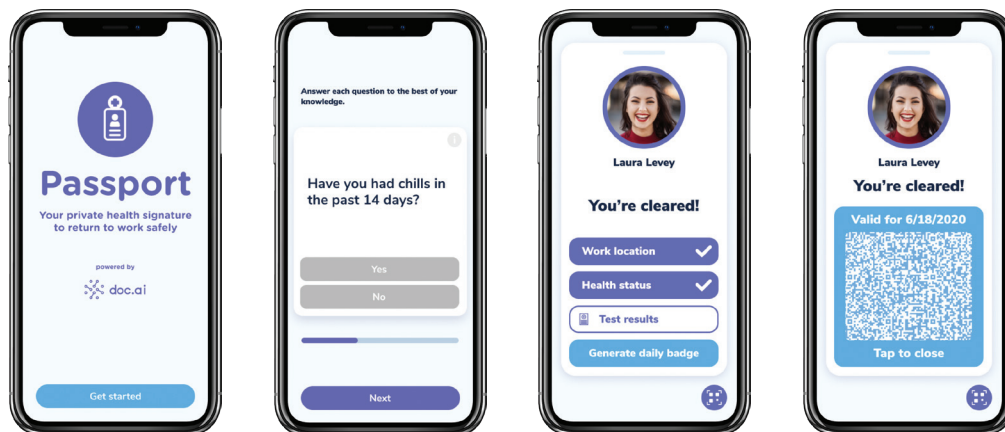 Passport
Your private health signature
to return to work safely
powered by
doc.ai
Get started
Answer each question to the best of your
knowledge.
Have you had chills in
the past 14 days?
Yes
No
Next
Laura Levey
You're cleared!
Work location
Health status
Test results
Generate daily badge
Laura Levey
You're cleared!
Valid for 6/18/2020
Tap to close